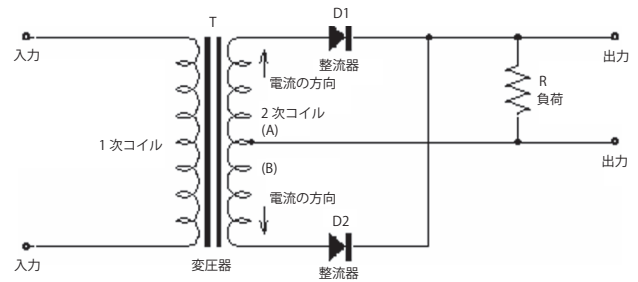 T
D1
入力
整流器
出力
電流の方向
R
負荷
2 次コイル
(A)
1 次コイル
出力
(B)
電流の方向
D2
入力
変圧器
整流器